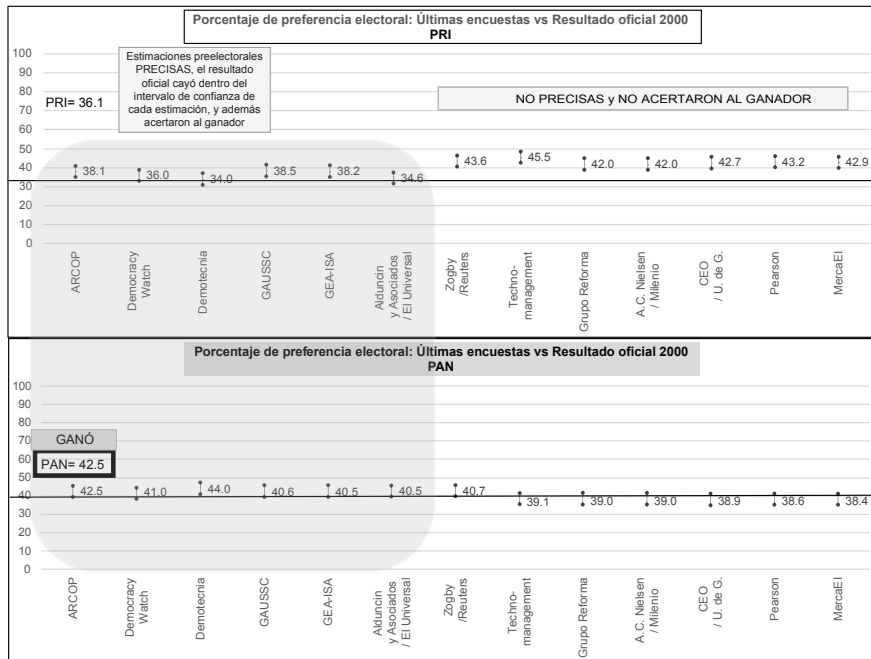 Porcentaje de preferencia electoral: Últimas encuestas vs Resultado oficial 2000
PRI
100
90
80
70
60
50
40
30
20
10
0
Estimaciones preelectorales
PRECISAS, el resultado
oficial cayó dentro del
intervalo de confianza de
cada estimación, y además
acertaron al ganador
PRI= 36.1
NO PRECISAS y NO ACERTARON AL GANADOR
38.1
36.0
34.0
38.5
38.2
34.6
43.6
45.5
42.0
42.0
42.7
43.2
42.9
ARCOP
Democracy
Watch
Demotecnia
GAUSSC
GEA-ISA
Alduncin
y Asociados
/ El Universal
Zogby
/Reuters
Techno-
management
Grupo Reforma
A.C. Nielsen
/ Milenio
CEO
/ U. de G.
Pearson
MercaEI
Porcentaje de preferencia electoral: Últimas encuestas vs Resultado oficial 2000
PAN
100
90
80
70
60
50
40
30
20
10
0
GANÓ
PAN= 42.5
42.5
41.0
44.0
40.6
40.5
40.5
40.7
39.1
39.0
39.0
38.9
38.6
38.4
ARCOP
Democracy
Watch
Demotecnia
GAUSSC
GEA-ISA
Alduncin
y Asociados
/ El Universal
Zogby
/Reuters
Techno-
management
Grupo Reforma
A.C. Nielsen
/ Milenio
CEO
/ U. de G.
Pearson
MercaEI